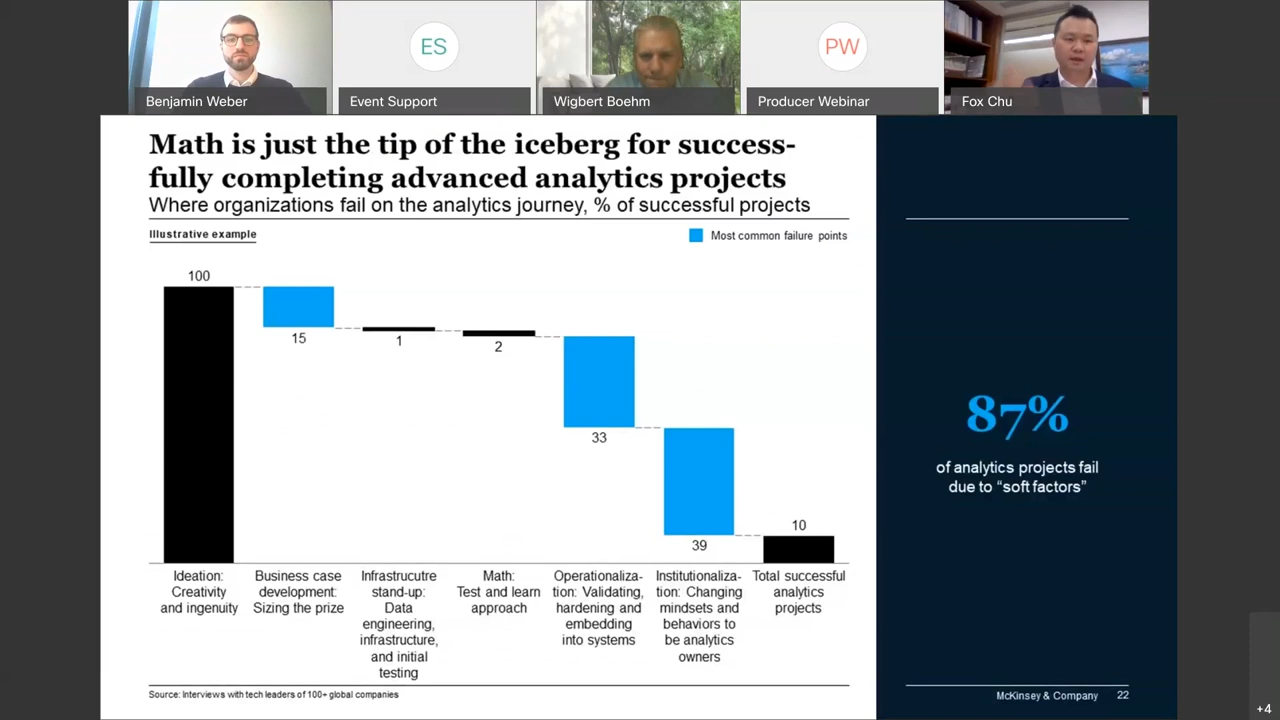 ES
PW
Benjamin Weber
Event Support
Wigbert Boehm
Producer Webinar
Fox Chu
Math is just the tip of the iceberg for success-
fully completing advanced analytics projects
Where organizations fail on the analytics journey, % of successful projects
Illustrative example
Most common failure points
100
15
1
2
33
39
10
Ideation:
Creativity
and ingenuity
Business case
development:
Sizing the prize
Infrastrucutre
stand-up:
Data
engineering,
infrastructure,
and initial
testing
Math:
Test and learn
approach
Operationaliza-
tion: Validating,
hardening and
embedding
into systems
Institutionaliza-
tion: Changing
mindsets and
behaviors to
be analytics
owners
Total successful
analytics
projects
Source: Interviews with tech leaders of 100+ global companies
87%
of analytics projects fail
due to “soft factors”
McKinsey & Company 22
+4